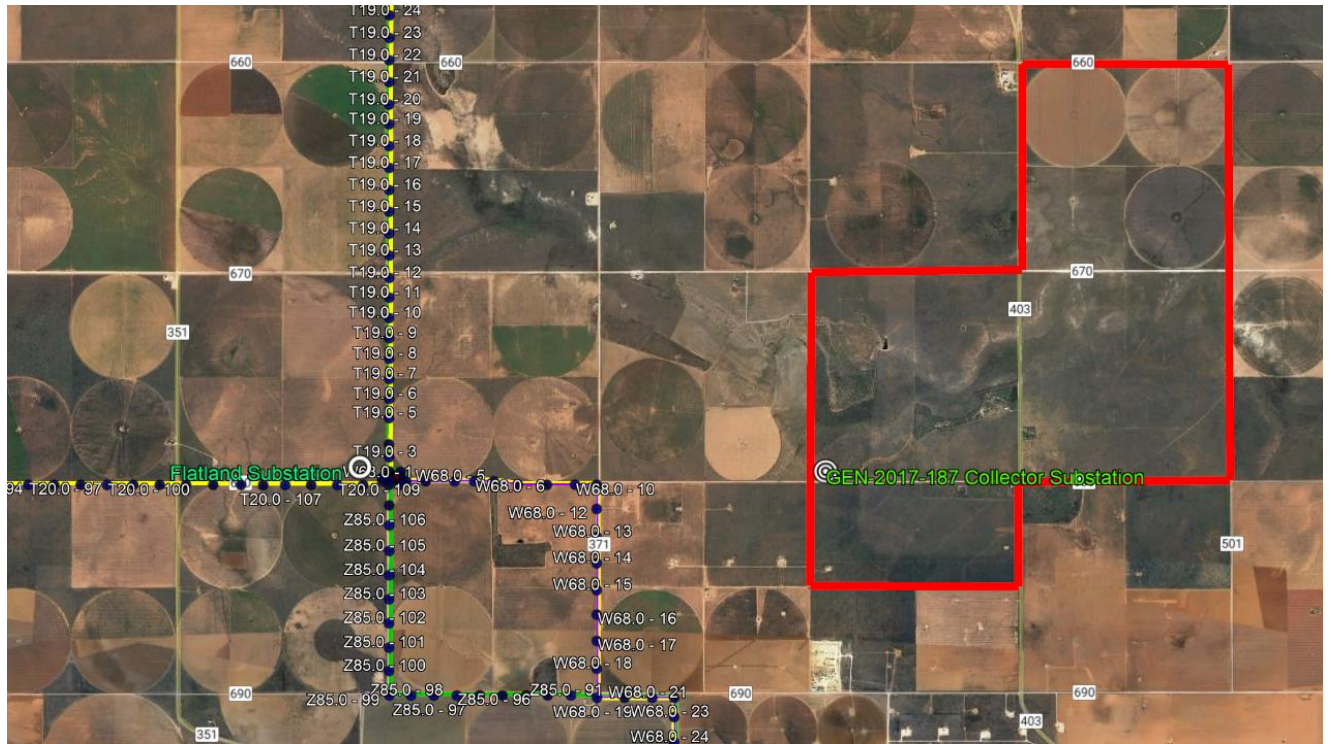 T19.0 - 24
T19.0 - 23
660
T19.0 - 22
660
660
T19.0 - 21
T19.0 - 20
T19.0 - 19
T19.0 - 18
T19.0 - 17
T19.0 - 16
T19.0 - 15
T19.0 - 14
T19.0 - 13
670
T19.0 - 12
670
T19.0 - 11
T19.0 - 10
403
351
T19.0 - 9
T19.0 - 8
T19.0 - 7
T19.0 - 6
T19.0 - 5
T19.0 - 3
Flatland Substation
W68.0 - 1
W68.0 - 5
GEN-2017-187 Collector Substation
94
T20.0 - 97
T20.0 - 100
T20.0 - 109
W68.0 - 6
W68.0 - 10
T20.0 - 107
W68.0 - 12
Z85.0 - 106
W68.0 - 13
Z85.0 - 105
371
501
W68.0 - 14
Z85.0 - 104
W68.0 - 15
Z85.0 - 103
Z85.0 - 102
W68.0 - 16
Z85.0 - 101
W68.0 - 17
Z85.0 - 100
W68.0 - 18
690
Z85.0 - 99
Z85.0 - 98
Z85.0 - 97
Z85.0 - 96
Z85.0 - 91
W68.0 - 21
690
690
W68.0 - 19
W68.0 - 23
351
403
W68.0 - 24